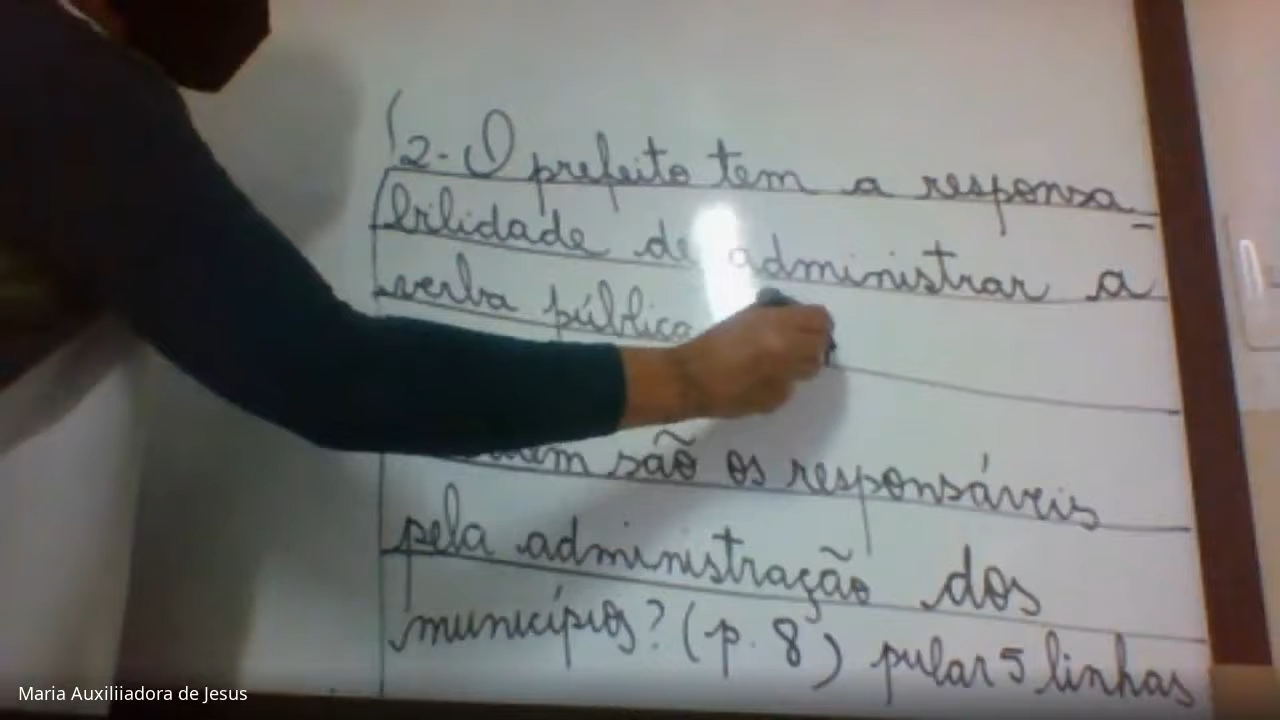 2- O prefeito tem a responsa-
bilidade de administrar a
verba pública
são os responsáveis
pela administração dos
municípios? (p. 8) pular 5 linhas
Maria Auxiliiadora de Jesus